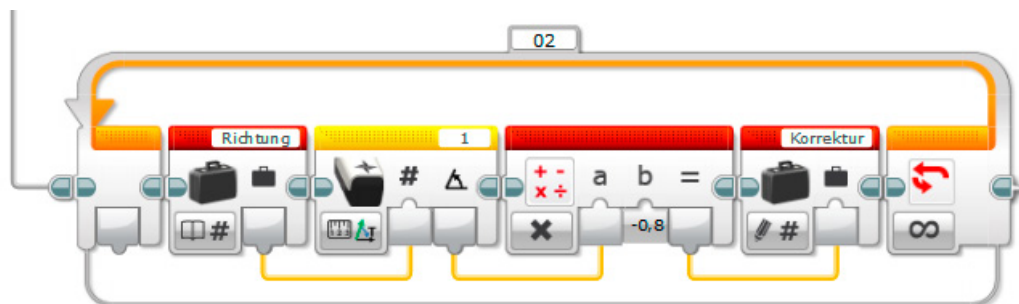 02
Richtung
1
Korrektur
#
a b =
+ -
x ÷
#
-0,8
#
∞